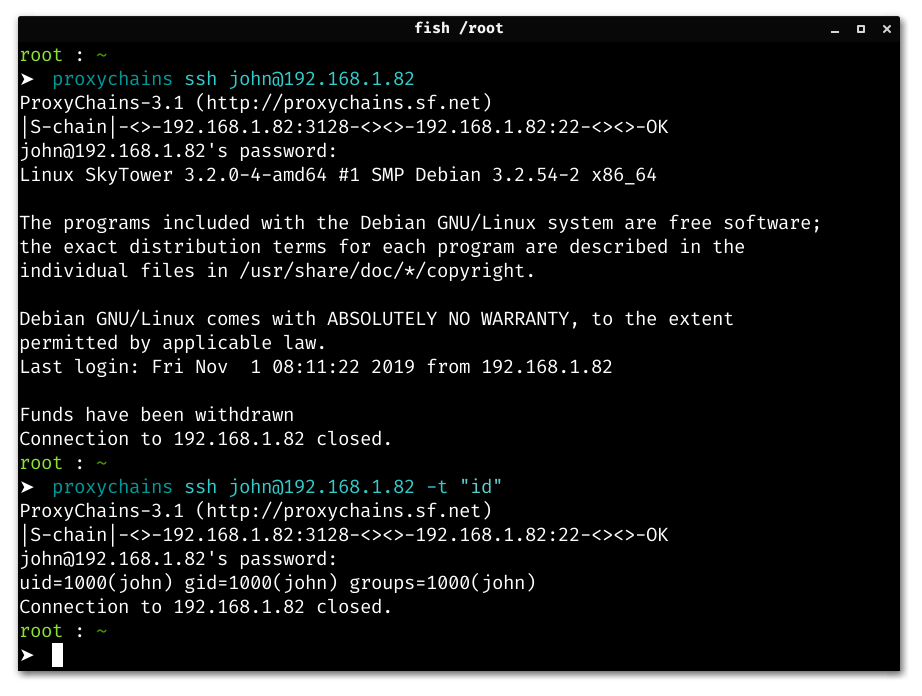 fish /root
root : ~
➤ proxychains ssh john@192.168.1.82
ProxyChains-3.1 (http://proxychains.sf.net)
|S-chain|-<>-192.168.1.82:3128-<><>-192.168.1.82:22-<><>-OK
john@192.168.1.82's password:
Linux SkyTower 3.2.0-4-amd64 #1 SMP Debian 3.2.54-2 x86_64
The programs included with the Debian GNU/Linux system are free software;
the exact distribution terms for each program are described in the
individual files in /usr/share/doc/*/copyright.
Debian GNU/Linux comes with ABSOLUTELY NO WARRANTY, to the extent
permitted by applicable law.
Last login: Fri Nov  1 08:11:22 2019 from 192.168.1.82
Funds have been withdrawn
Connection to 192.168.1.82 closed.
root : ~
➤ proxychains ssh john@192.168.1.82 -t "id"
ProxyChains-3.1 (http://proxychains.sf.net)
|S-chain|-<>-192.168.1.82:3128-<><>-192.168.1.82:22-<><>-OK
john@192.168.1.82's password:
uid=1000(john) gid=1000(john) groups=1000(john)
Connection to 192.168.1.82 closed.
root : ~
➤